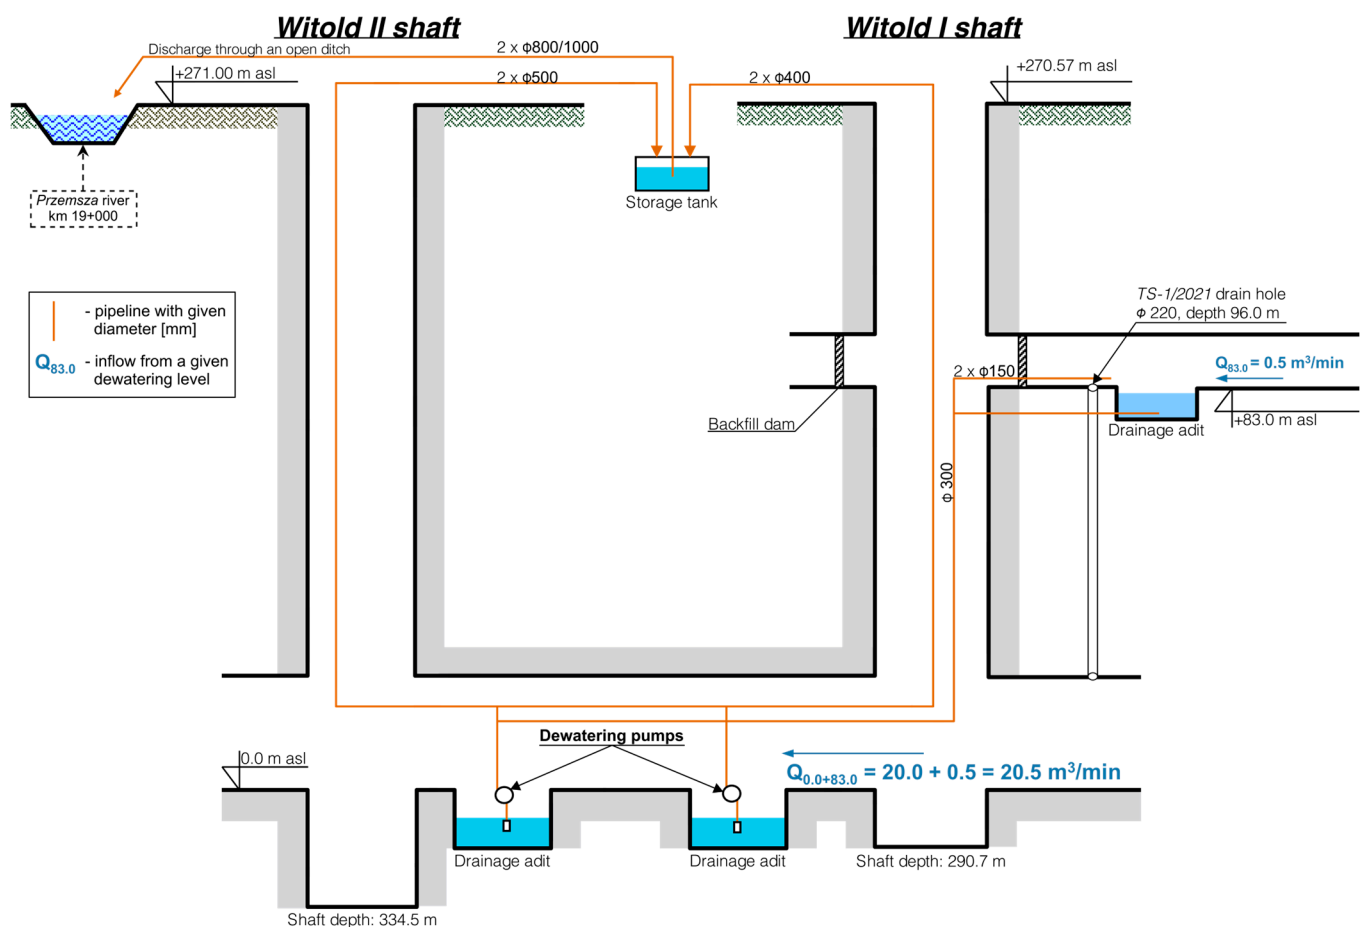 Witold II shaft
Witold I shaft
Discharge through an open ditch
2 x Φ800/1000
+271.00 m asl
2 x Φ500
2 x Φ400
+270.57 m asl
Przemsza river
km 19+000
Storage tank
- pipeline with given
diameter [mm]
Q83.0 - inflow from a given
dewatering level
TS-1/2021 drain hole
Φ 220, depth 96.0 m
Q83.0 = 0.5 m³/min
2 x Φ150
Backfill dam
Drainage adit
+83.0 m asl
Φ 300
Dewatering pumps
0.0 m asl
Q0.0+83.0 = 20.0 + 0.5 = 20.5 m³/min
Drainage adit
Drainage adit
Shaft depth: 290.7 m
Shaft depth: 334.5 m